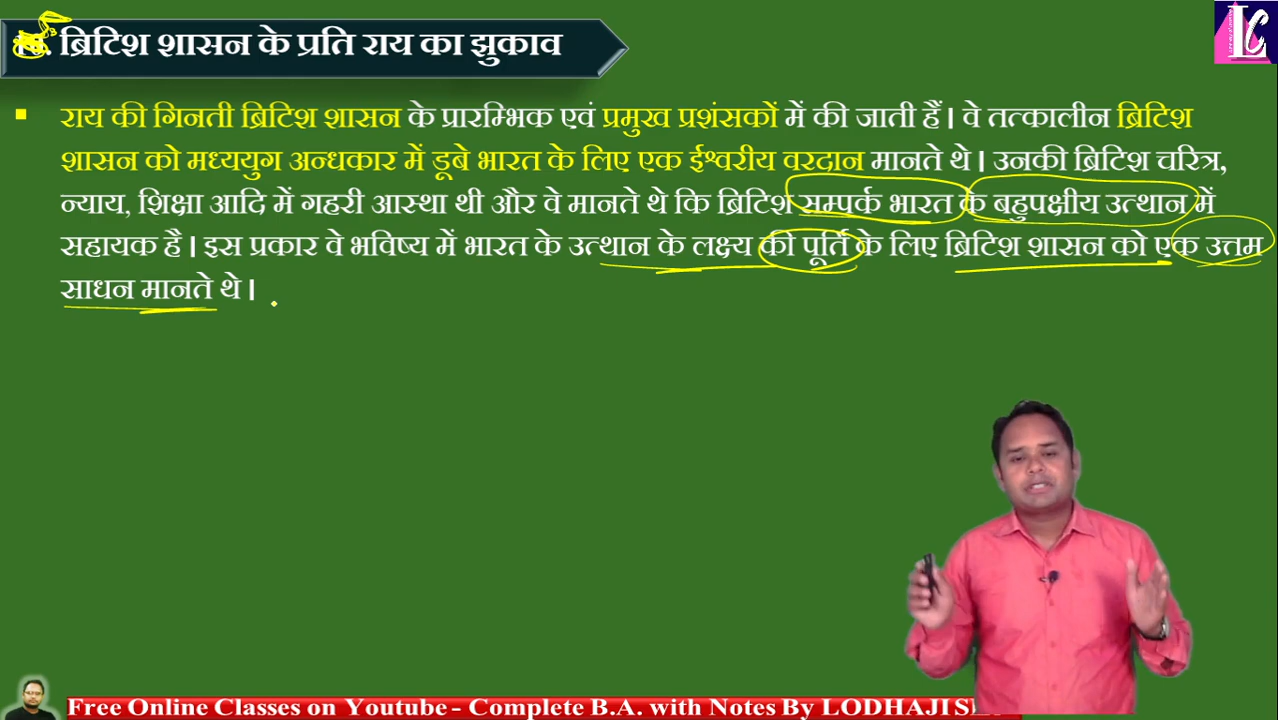 ब्रिटिश शासन के प्रति राय का झुकाव
LC
राय की गिनती ब्रिटिश शासन के प्रारम्भिक एवं प्रमुख प्रशंसकों में की जाती हैं। वे तत्कालीन ब्रिटिश
शासन को मध्ययुग अन्धकार में डूबे भारत के लिए एक ईश्वरीय वरदान मानते थे। उनकी ब्रिटिश चरित्र,
न्याय, शिक्षा आदि में गहरी आस्था थी और वे मानते थे कि ब्रिटिश सम्पर्क भारत के बहुपक्षीय उत्थान में
सहायक है। इस प्रकार वे भविष्य में भारत के उत्थान के लक्ष्य की पूर्ति के लिए ब्रिटिश शासन को एक उत्तम
साधन मानते थे।
Free Online Classes on Youtube - Complete B.A. with Notes By LODHAJI